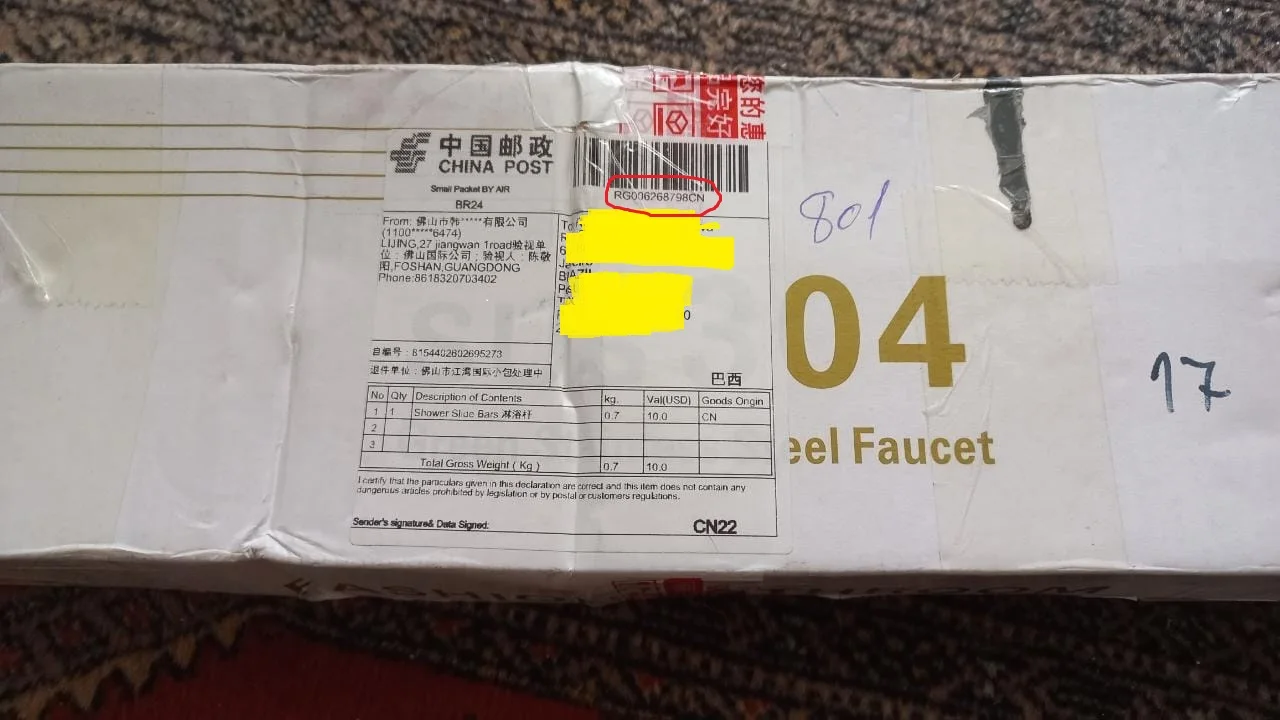 您的惠
完好
中国邮政
CHINA POST
Small Packet BY AIR
BR24
RG006268798CN
From: 佛山市韩*****有限公司
(1100*****6474)
LIJING,27 jiangwan 1road验视单
位:佛山国际公司;验视人:陈敬
阳,FOSHAN,GUANGDONG
Phone:8618320703402
自编号:8154402802695273
退件单位:佛山市江湾国际小包处理中
巴西
No Qty Description of Contents kg. Val(USD) Goods Origin
1 1 Shower Slide Bars 淋浴杆 0.7 10.0 CN
2
3
Total Gross Weight (Kg) 0.7 10.0
I certify that the particulars given in this declaration are correct and this item does not contain any
dangerous articles prohibited by legislation or by postal or customers regulations.
Sender's signature& Data Signed:
CN22
801
04
eel Faucet
17